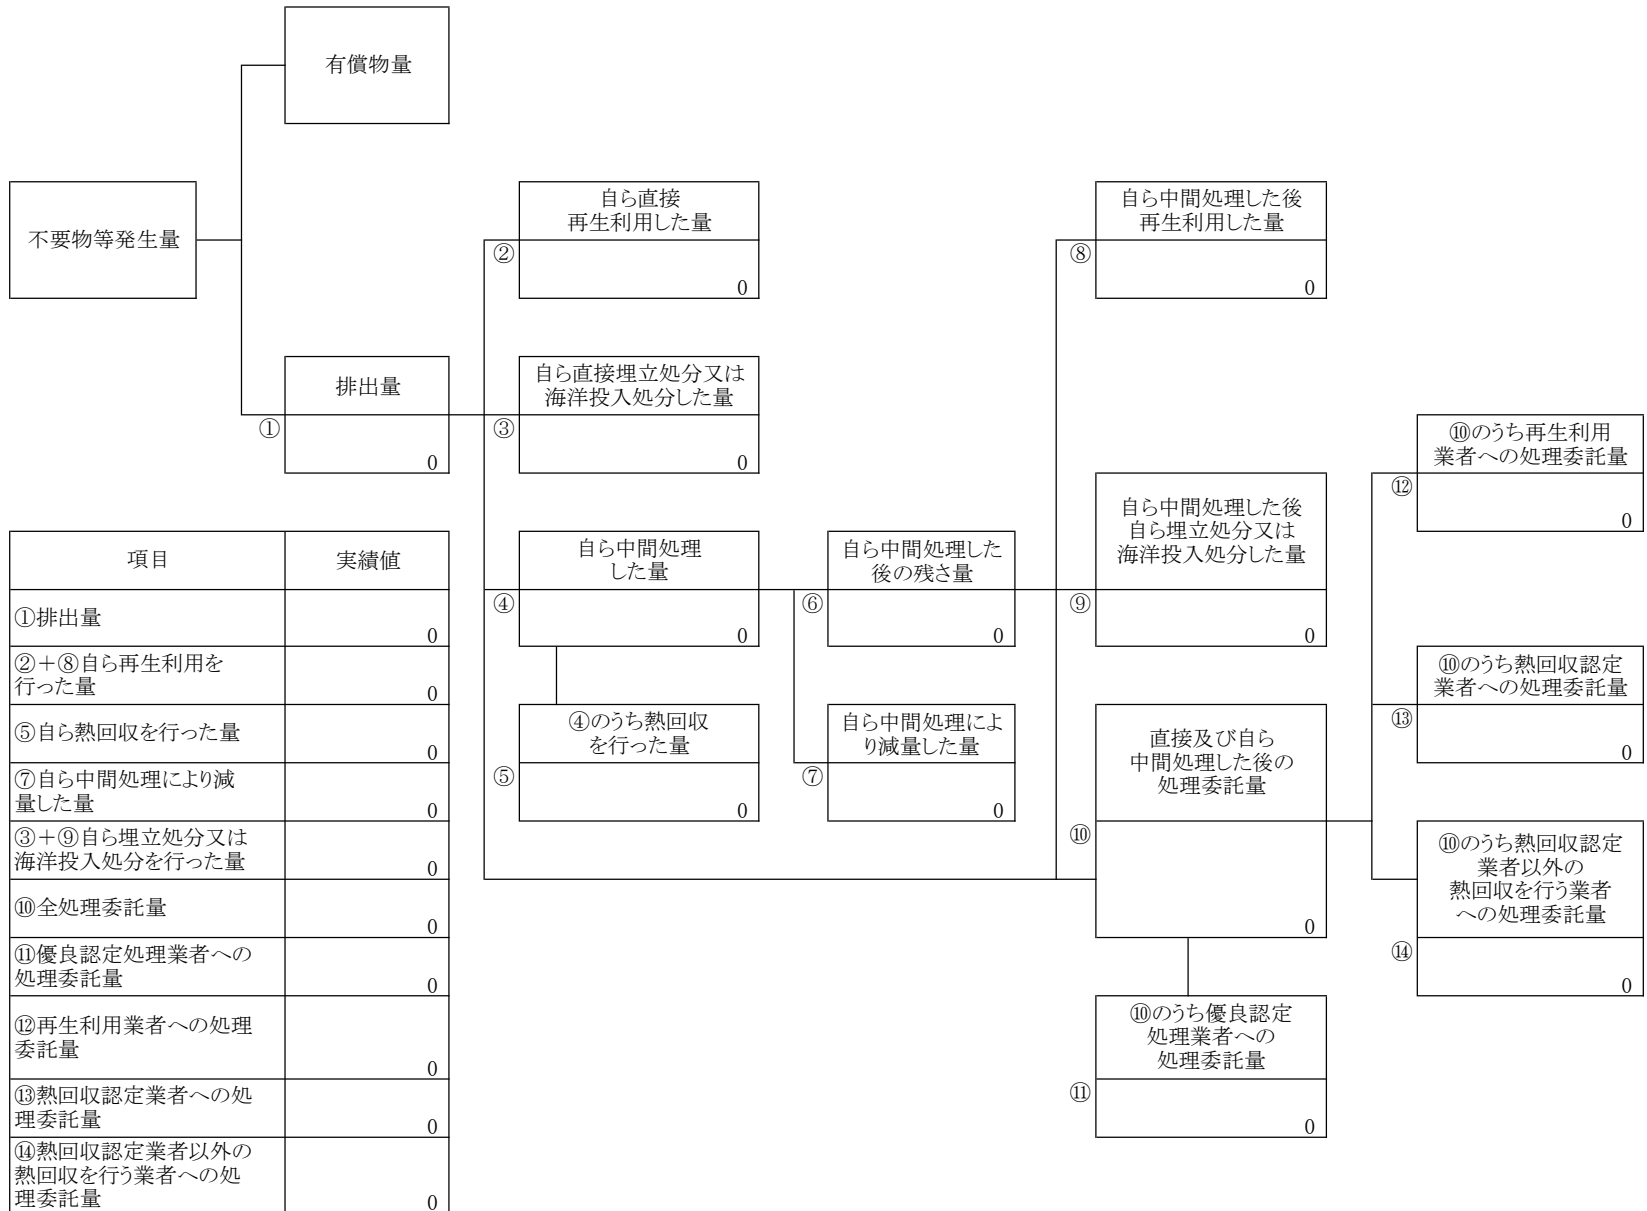 有償物量
不要物等発生量
自ら直接
再生利用した量
②
0
自ら中間処理した後
再生利用した量
⑧
0
排出量
①
0
自ら直接埋立処分又は
海洋投入処分した量
③
0
⑩のうち再生利用
業者への処理委託量
⑫
0
自ら中間処理した後
自ら埋立処分又は
海洋投入処分した量
⑨
0
自ら中間処理
した量
④
0
自ら中間処理した
後の残さ量
⑥
0
⑩のうち熱回収認定
業者への処理委託量
⑬
0
④のうち熱回収
を行った量
⑤
0
自ら中間処理によ
り減量した量
⑦
0
直接及び自ら
中間処理した後の
処理委託量
⑩
0
⑩のうち熱回収認定
業者以外の
熱回収を行う業者
への処理委託量
⑭
0
⑩のうち優良認定
処理業者への
処理委託量
⑪
0
項目 実績値
①排出量
0
②+⑧自ら再生利用を
行った量
0
⑤自ら熱回収を行った量
0
⑦自ら中間処理により減
量した量
0
③+⑨自ら埋立処分又は
海洋投入処分を行った量
0
⑩全処理委託量
0
⑪優良認定処理業者への
処理委託量
0
⑫再生利用業者への処理
委託量
0
⑬熱回収認定業者への処
理委託量
0
⑭熱回収認定業者以外の
熱回収を行う業者への処
理委託量
0